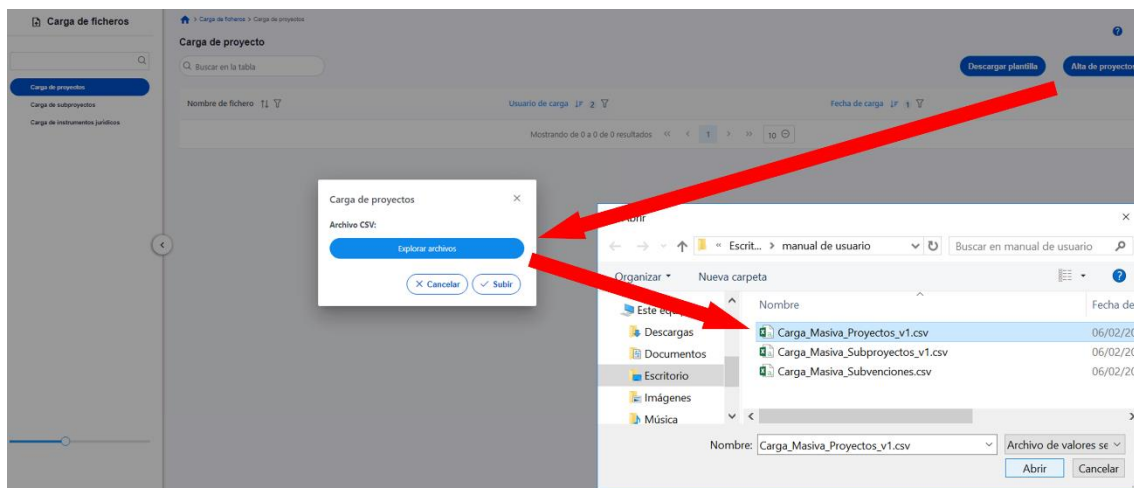 Carga de ficheros
> Carga de ficheros > Carga de proyectos
Carga de proyecto
Buscar en la tabla
Descargar plantilla
Alta de proyectos
Carga de proyectos
Carga de subproyectos
Carga de instrumentos jurídicos
Nombre de fichero
Usuario de carga 2
Fecha de carga 1
Mostrando de 0 a 0 de 0 resultados << < 1 > >> 10
Carga de proyectos
Archivo CSV:
Explorar archivos
Cancelar
Subir
Abrir
« Escrit... > manual de usuario
Buscar en manual de usuario
Organizar
Nueva carpeta
Este
Nombre
Fecha de
Descargas
Carga_Masiva_Proyectos_v1.csv
06/02/20
Documentos
Carga_Masiva_Subproyectos_v1.csv
06/02/20
Escritorio
Carga_Masiva_Subvenciones.csv
06/02/20
Imágenes
Música
Nombre: Carga_Masiva_Proyectos_v1.csv
Archivo de valores se
Abrir
Cancelar